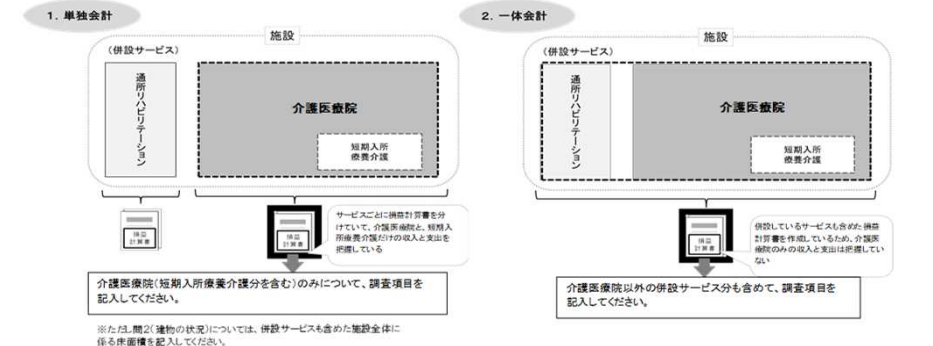 1. 単独会計
施設
(併設サービス)
通所リハビリテーション
介護医療院
短期入所
療養介護
損益
計算書
損益
計算書
サービスごとに損益計算書を分
けていて、介護医療院と、短期入
所療養介護だけの収入と支出を
把握している
介護医療院(短期入所療養介護分を含む)のみについて、調査項目を
記入してください。
※ただし問2(建物の状況)については、併設サービスも含めた施設全体に
係る床面積を記入してください。
2. 一体会計
施設
(併設サービス)
通所リハビリテーション
介護医療院
短期入所
療養介護
損益
計算書
併設しているサービスも含めた損益
計算書を作成しているため、介護医
療院のみの収入と支出は把握してい
ない
介護医療院以外の併設サービス分も含めて、調査項目を
記入してください。